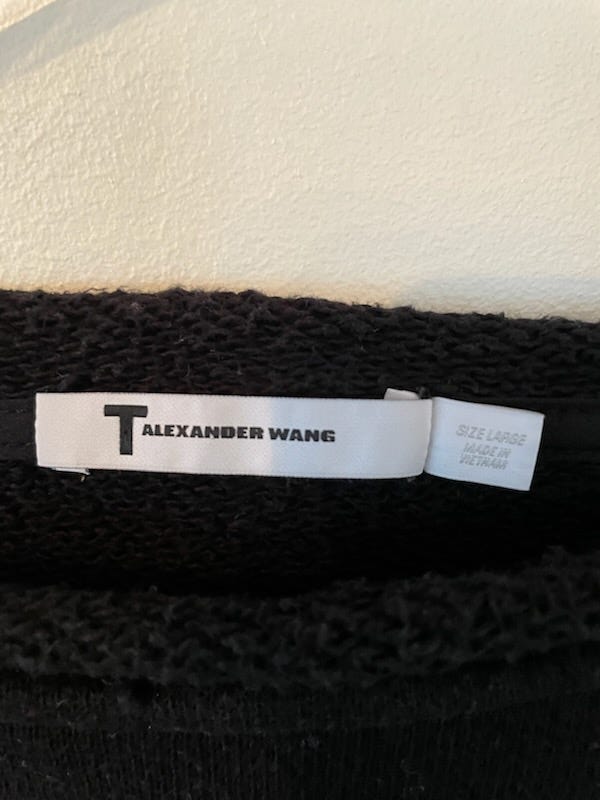 T ALEXANDER WANG
SIZE LARGE
MADE IN
VIETNAM